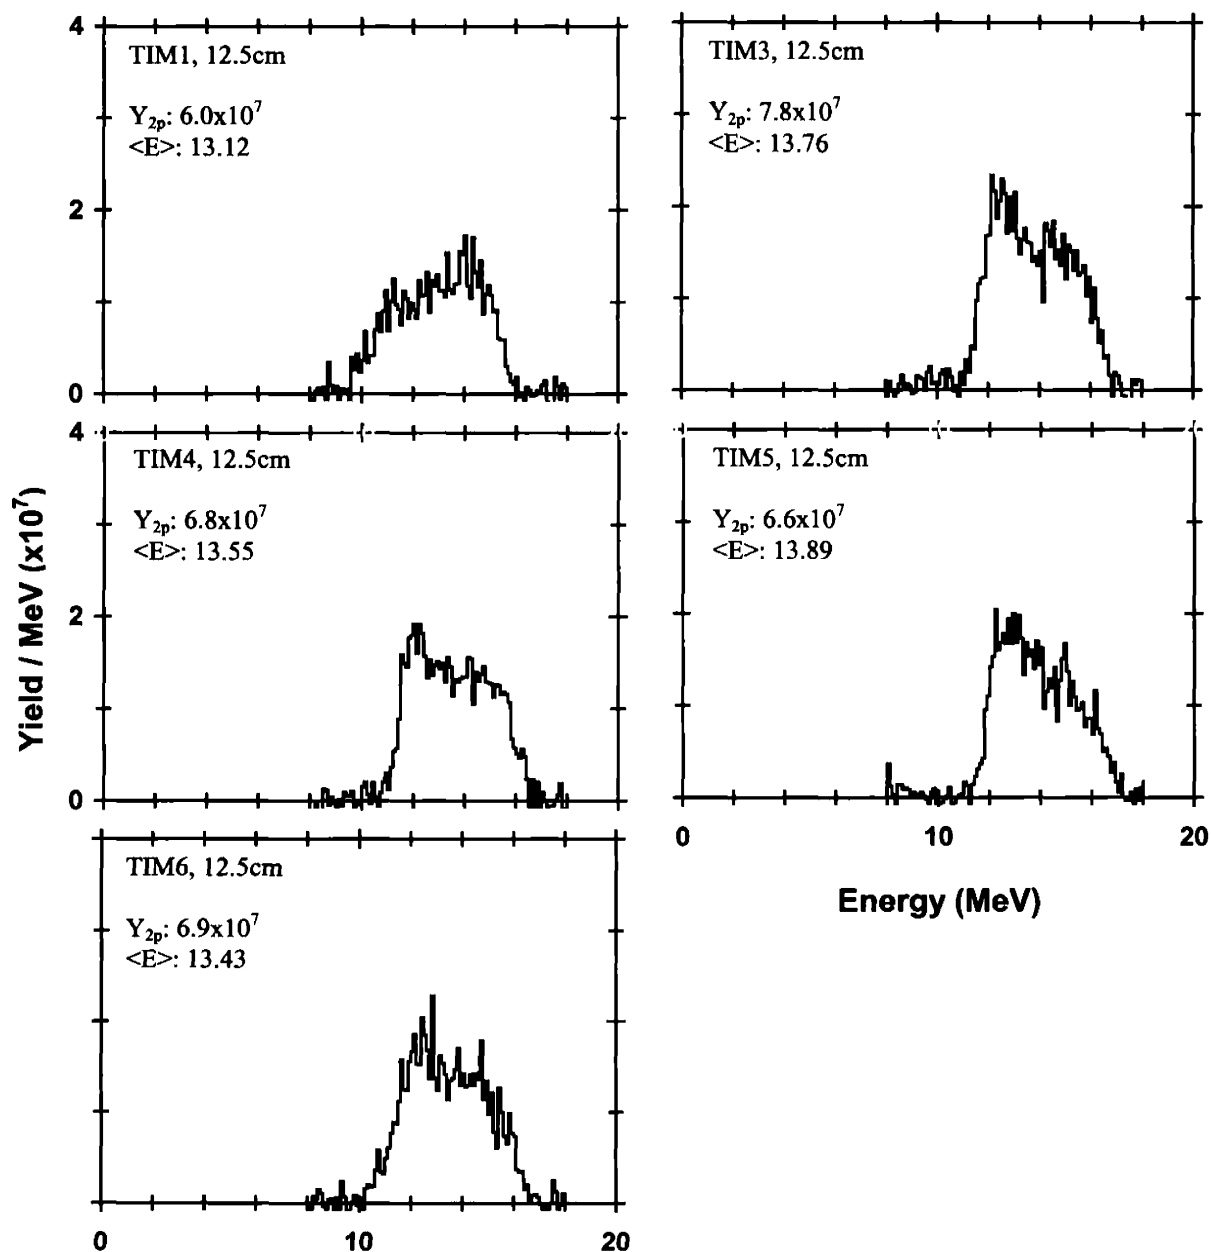 4
TIM1, 12.5cm
Y2p: 6.0x10^7
<E>: 13.12
2
0
TIM3, 12.5cm
Y2p: 7.8x10^7
<E>: 13.76
4
TIM4, 12.5cm
Y2p: 6.8x10^7
<E>: 13.55
2
0
TIM5, 12.5cm
Y2p: 6.6x10^7
<E>: 13.89
0 10 20
Yield / MeV (x10^7)
TIM6, 12.5cm
Y2p: 6.9x10^7
<E>: 13.43
0 10 20
Energy (MeV)